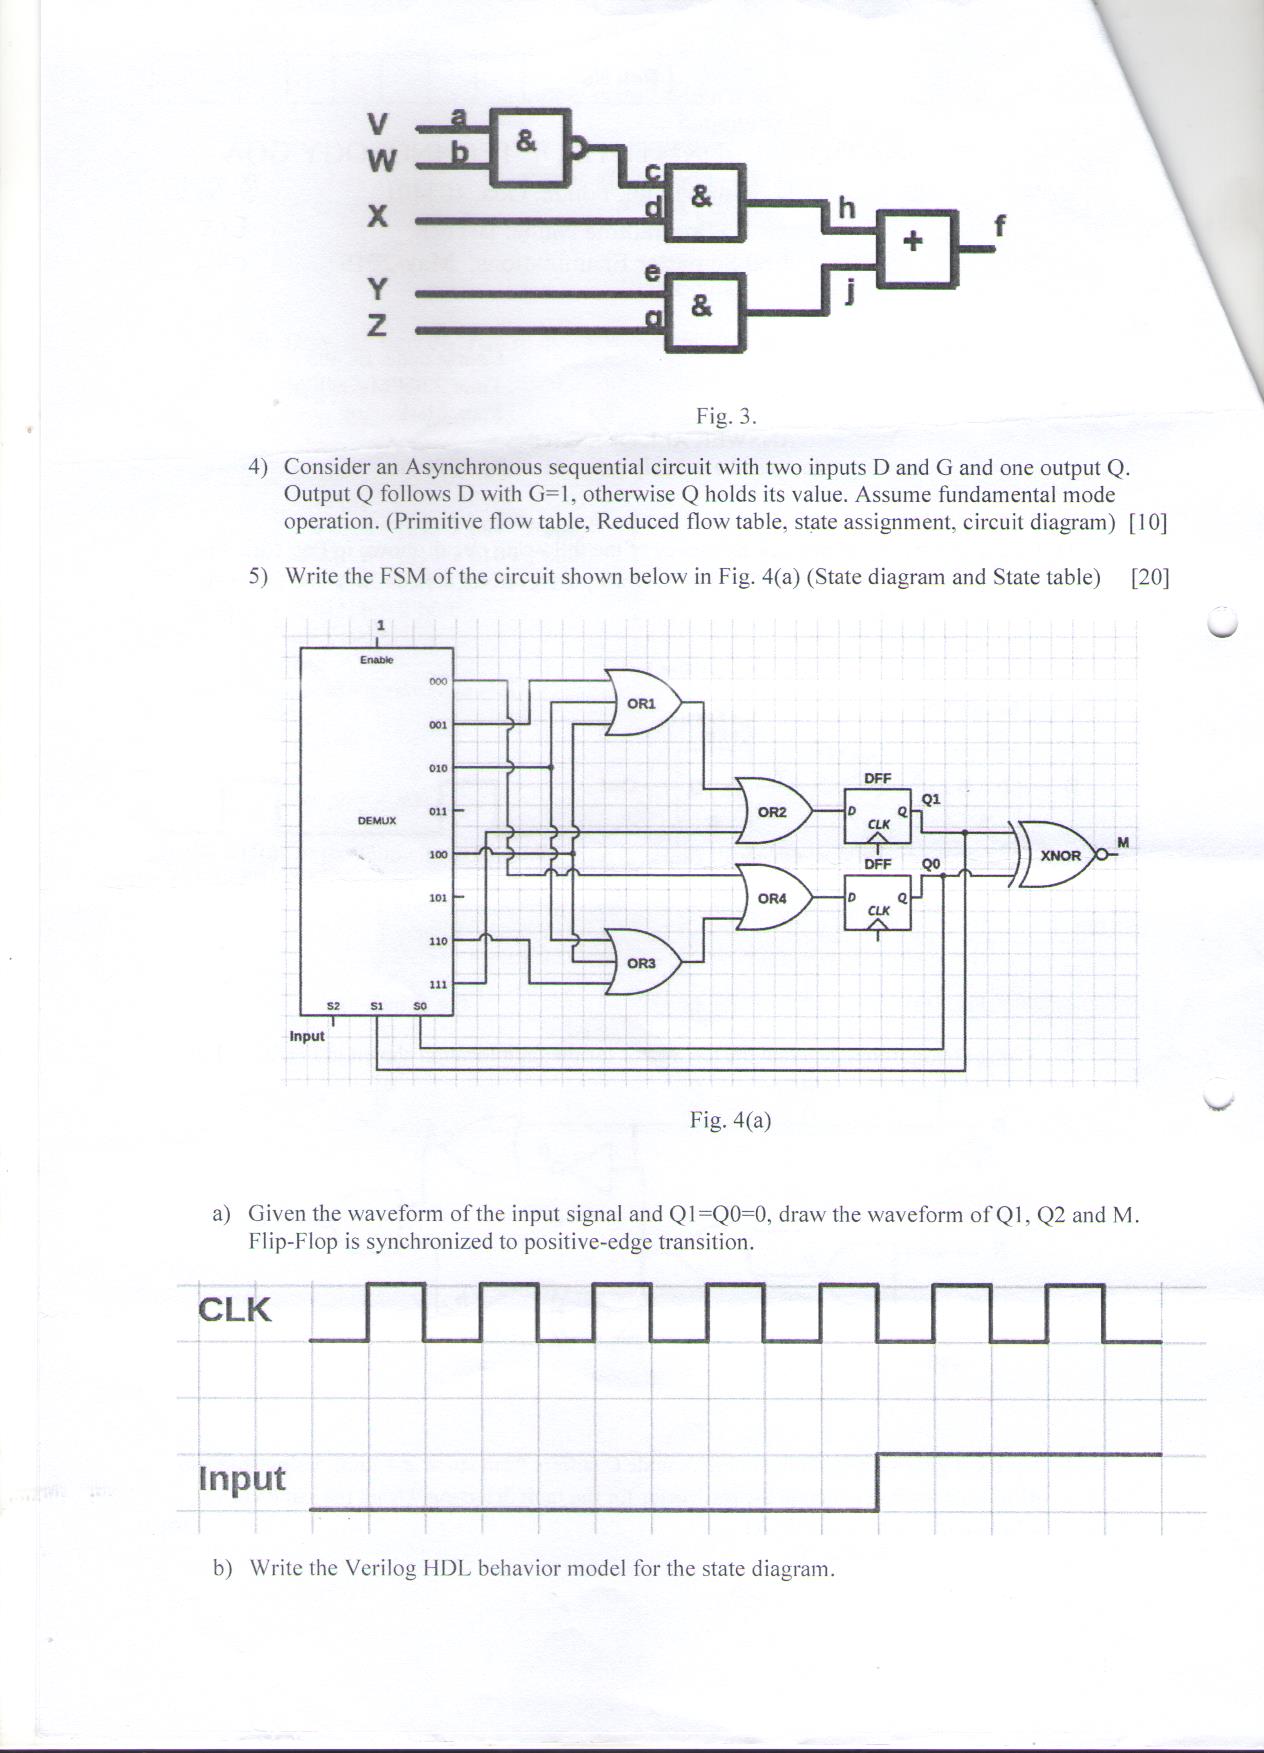 V a
W b &
c
X d & h
+ f
Y e
Z g & j
Fig. 3.
4) Consider an Asynchronous sequential circuit with two inputs D and G and one output Q.
Output Q follows D with G=1, otherwise Q holds its value. Assume fundamental mode
operation. (Primitive flow table, Reduced flow table, state assignment, circuit diagram) [10]
5) Write the FSM of the circuit shown below in Fig. 4(a) (State diagram and State table) [20]
1
Enable
000
001
010
011
100
101
110
111
DEMUX
S2 S1 S0
Input
OR1
OR2
OR4
OR3
DFF
D Q Q1
CLK
DFF
Q0
D Q
CLK
XNOR M
Fig. 4(a)
a) Given the waveform of the input signal and Q1=Q0=0, draw the waveform of Q1, Q2 and M.
Flip-Flop is synchronized to positive-edge transition.
CLK
Input
b) Write the Verilog HDL behavior model for the state diagram.